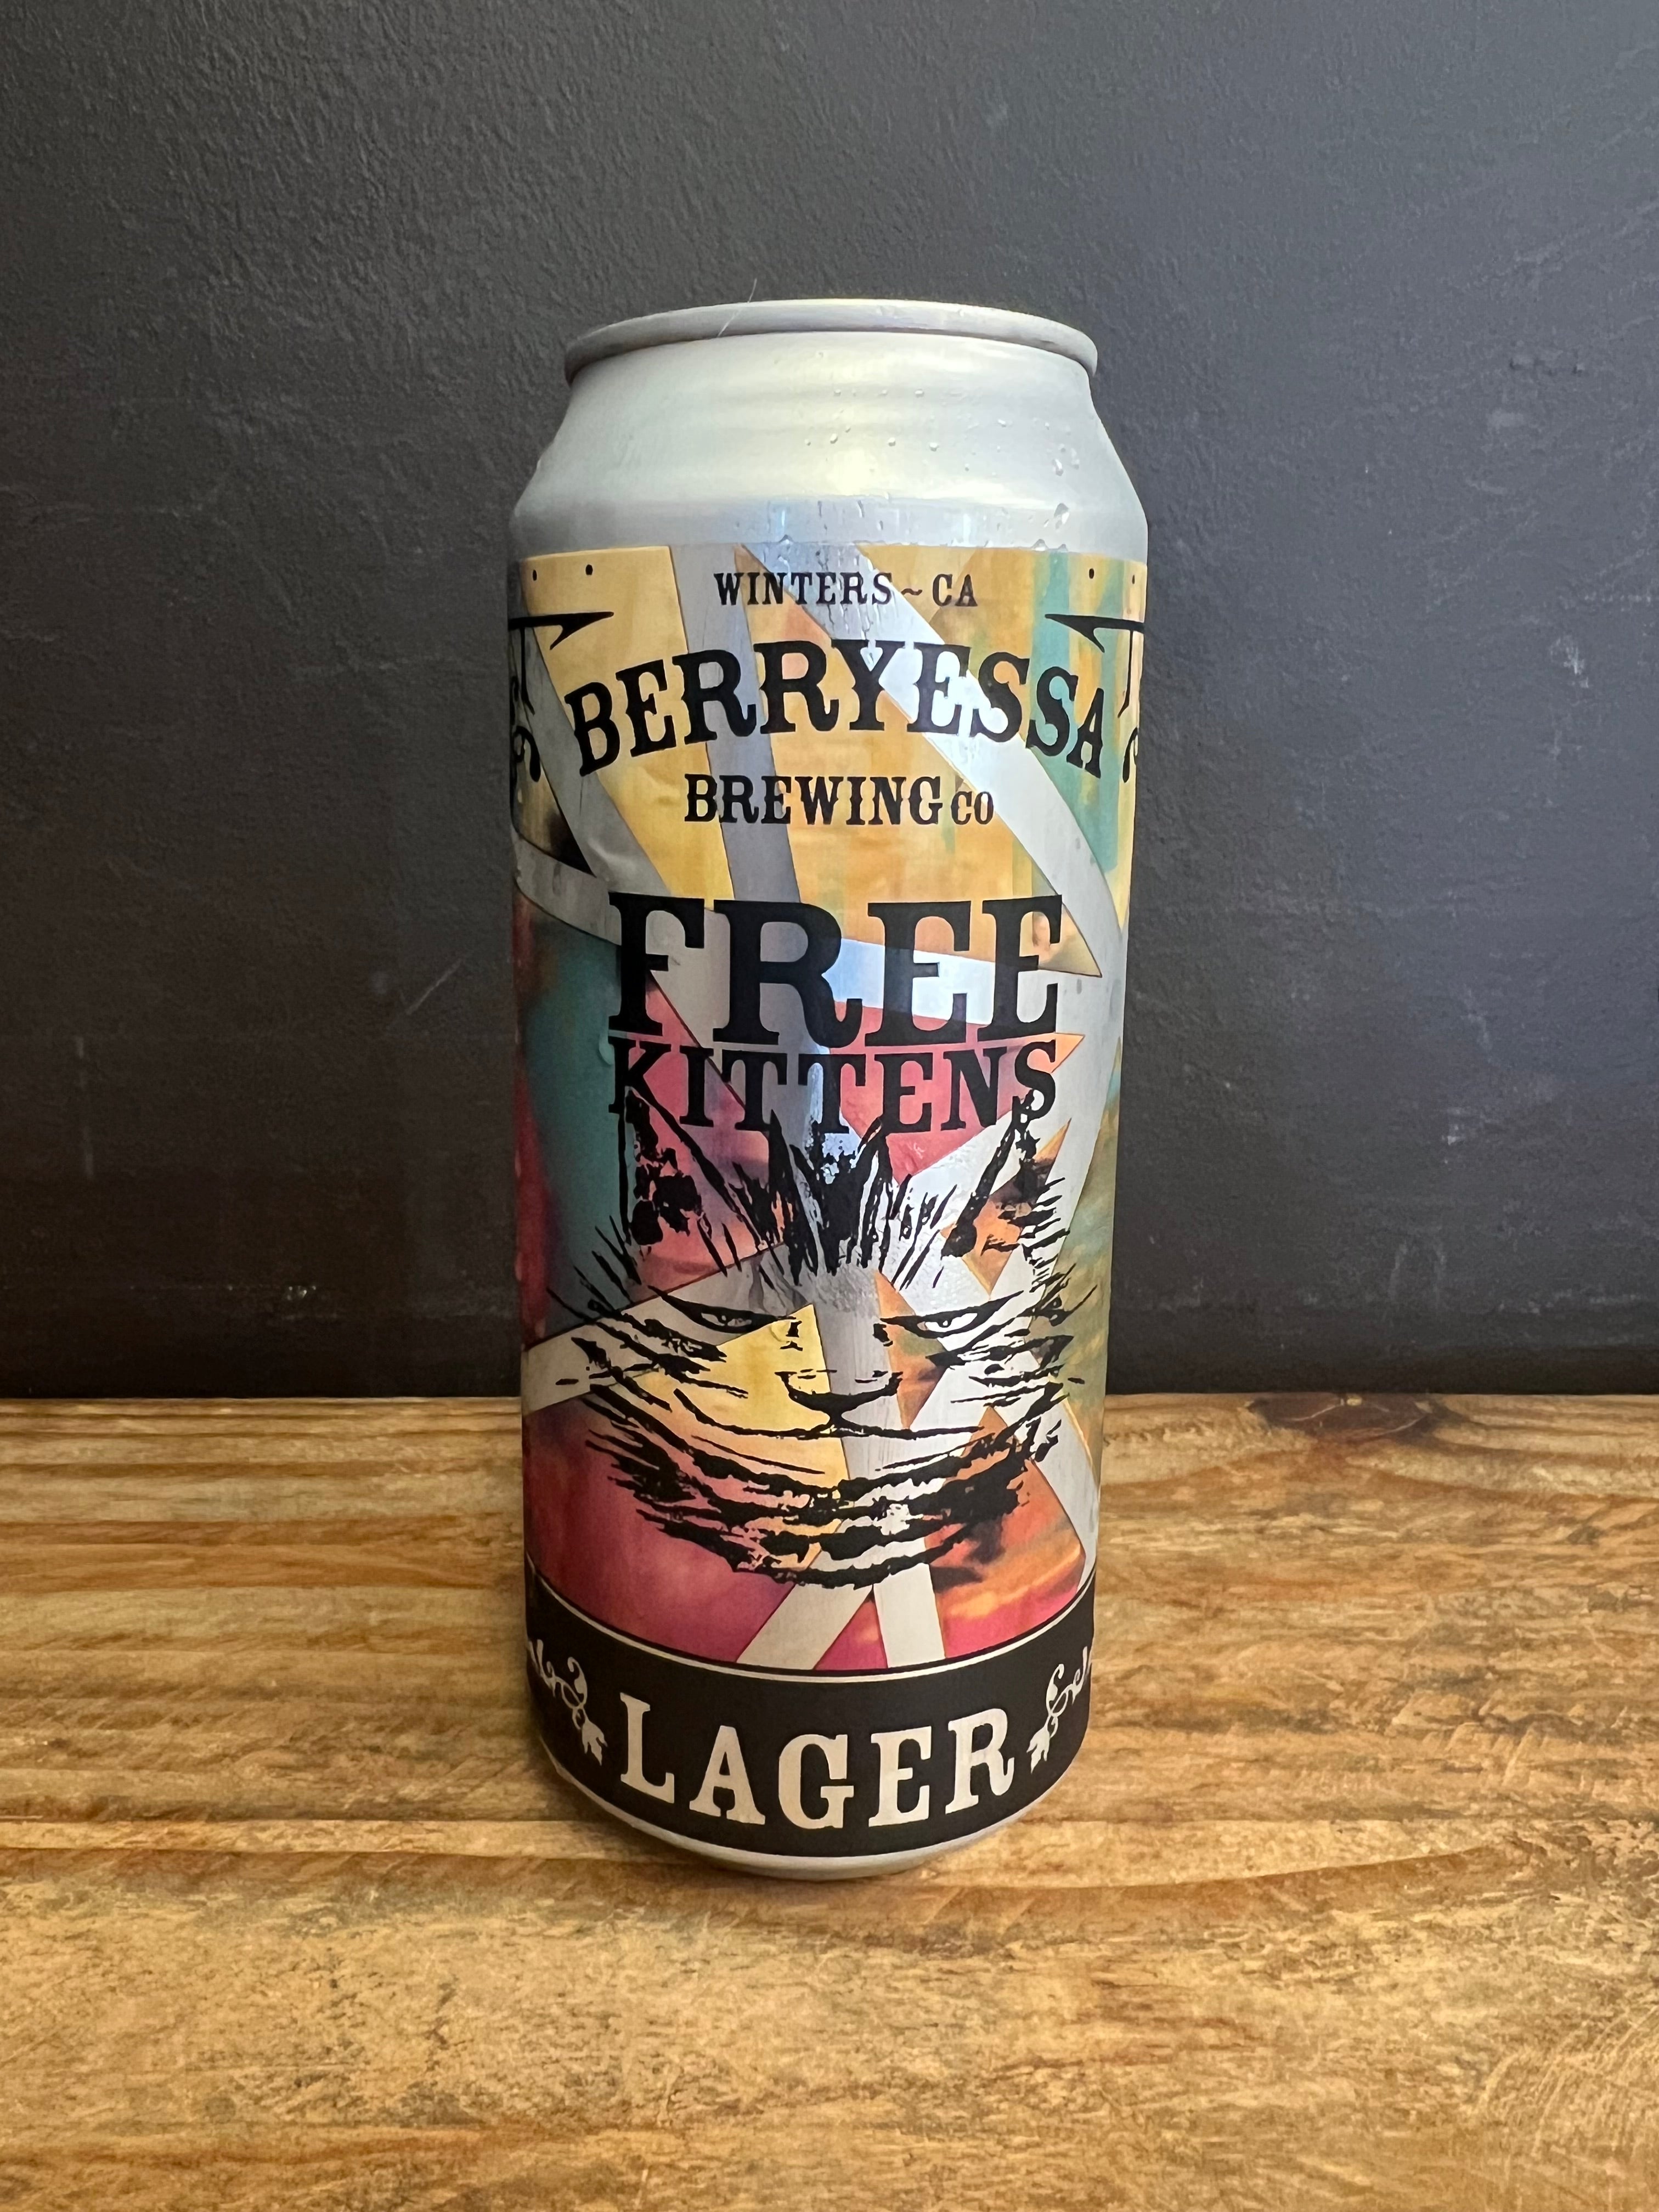 WINTERS ~ CA
BERRYESSA
BREWING CO
FREE
KITTENS
LAGER